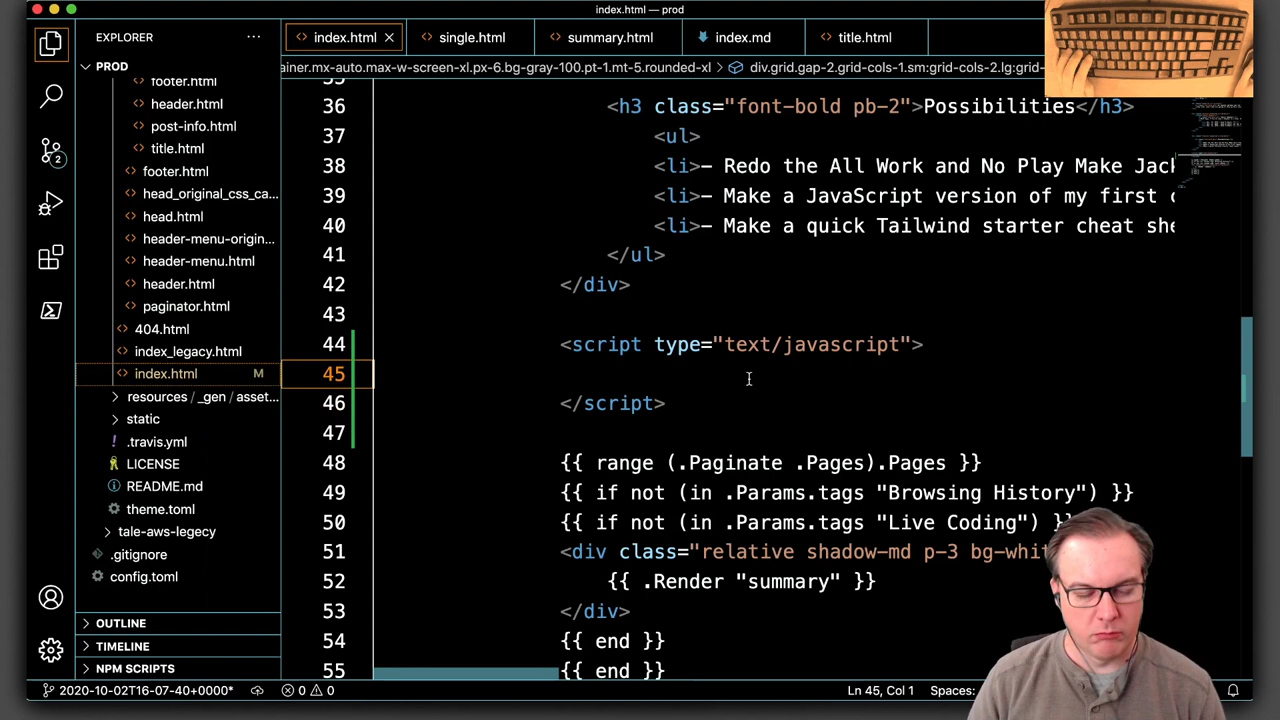 index.html — prod
EXPLORER
···
index.html
single.html
summary.html
index.md
title.html
PROD
ainer.mx-auto.max-w-screen-xl.px-6.bg-gray-100.pt-1.mt-5.rounded-xl > div.grid.gap-2.grid-cols-1.sm:grid-cols-2.lg:grid-
footer.html
header.html
post-info.html
title.html
footer.html
head_original_css_ca...
head.html
header-menu-origin...
header-menu.html
header.html
paginator.html
404.html
index_legacy.html
index.html M
resources / _gen / asset...
static
.travis.yml
LICENSE
README.md
theme.toml
tale-aws-legecy
.gitignore
config.toml
OUTLINE
TIMELINE
NPM SCRIPTS
2
36 <h3 class="font-bold pb-2">Possibilities</h3>
37 <ul>
38 <li>– Redo the All Work and No Play Make Jack
39 <li>– Make a JavaScript version of my first
40 <li>– Make a quick Tailwind starter cheat she
41 </ul>
42 </div>
43
44 <script type="text/javascript">
45
46 </script>
47
48 {{ range (.Paginate .Pages).Pages }}
49 {{ if not (in .Params.tags "Browsing History") }}
50 {{ if not (in .Params.tags "Live Coding") }}
51 <div class="relative shadow-md p-3 bg-whit
52 {{ .Render "summary" }}
53 </div>
54 {{ end }}
55 {{ end }}
2020-10-02T16-07-40+0000* 0 0 Ln 45, Col 1 Spaces: